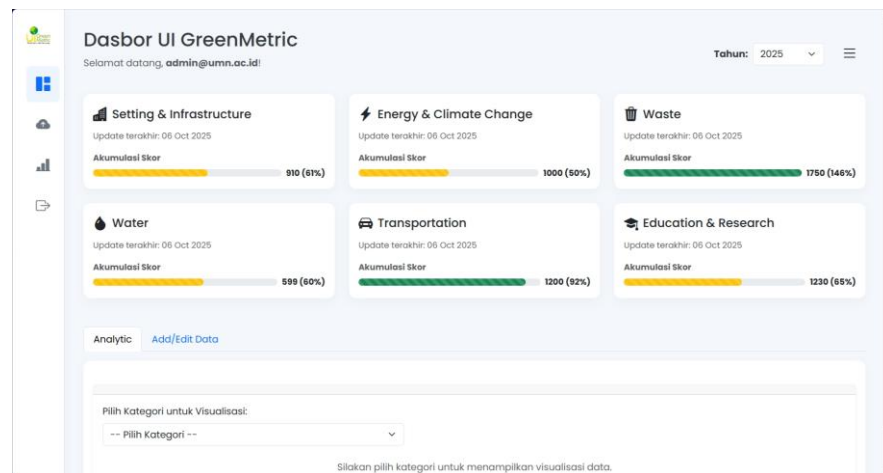 Dasbor UI GreenMetric
Selamat datang, admin@umn.ac.id!
Tahun: 2025
Setting & Infrastructure
Update terakhir: 06 Oct 2025
Akumulasi Skor
910 (61%)
Energy & Climate Change
Update terakhir: 06 Oct 2025
Akumulasi Skor
1000 (50%)
Waste
Update terakhir: 06 Oct 2025
Akumulasi Skor
1750 (146%)
Water
Update terakhir: 06 Oct 2025
Akumulasi Skor
599 (60%)
Transportation
Update terakhir: 06 Oct 2025
Akumulasi Skor
1200 (92%)
Education & Research
Update terakhir: 06 Oct 2025
Akumulasi Skor
1230 (65%)
Analytic Add/Edit Data
Pilih Kategori untuk Visualisasi:
-- Pilih Kategori --
Silakan pilih kategori untuk menampilkan visualisasi data.